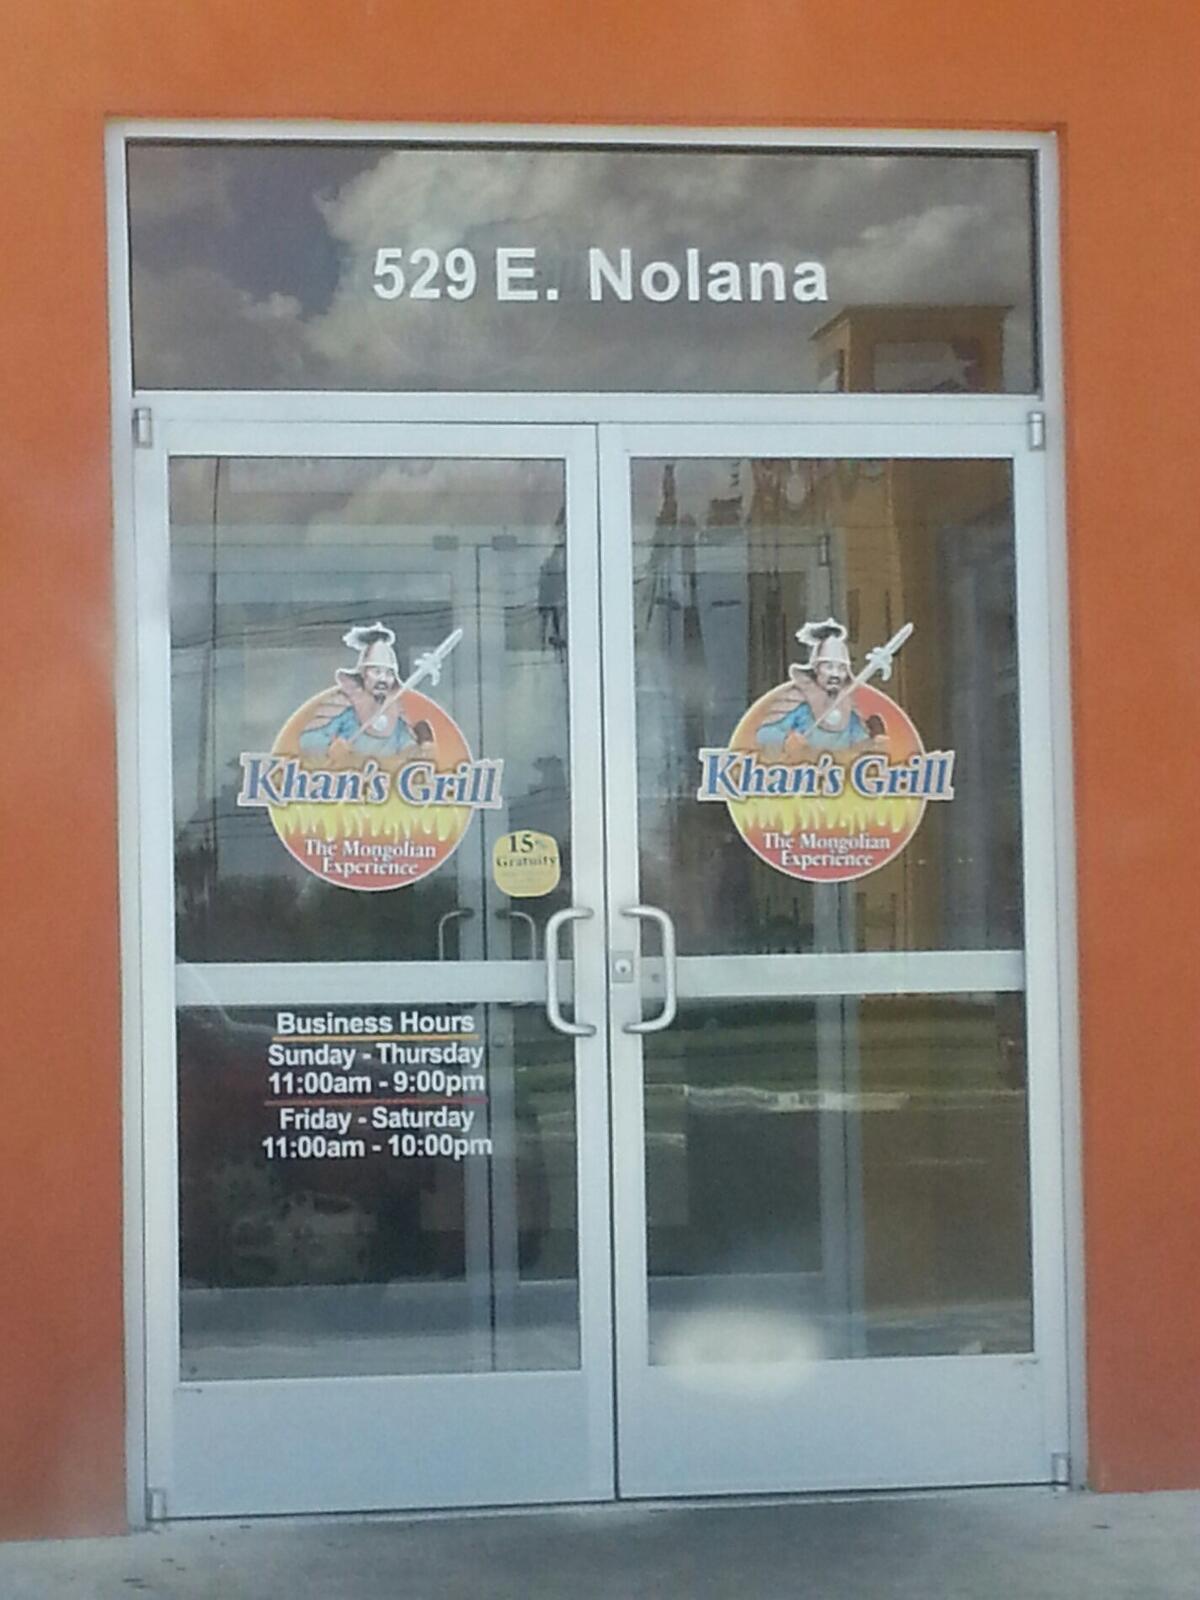 529 E. Nolana
Khan's Grill
The Mongolian
Experience
15%
Gratuity
Khan's Grill
The Mongolian
Experience
Business Hours
Sunday - Thursday
11:00am - 9:00pm
Friday - Saturday
11:00am - 10:00pm